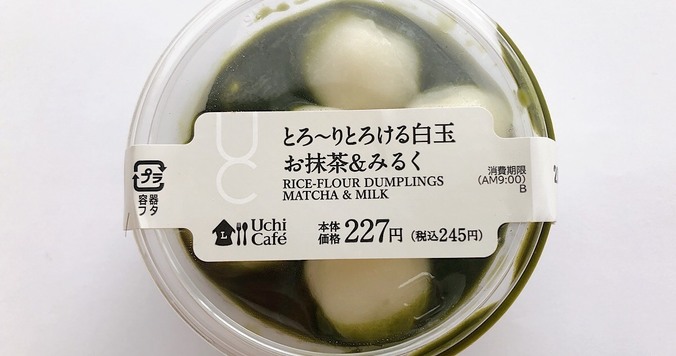 UC
とろ〜りとろける白玉
お抹茶&みるく
RICE-FLOUR DUMPLINGS
MATCHA & MILK
プラ
容器
フタ
消費期限
(AM9:00)
B
L
Uchi
Café
本体
価格 227円 (税込245円)